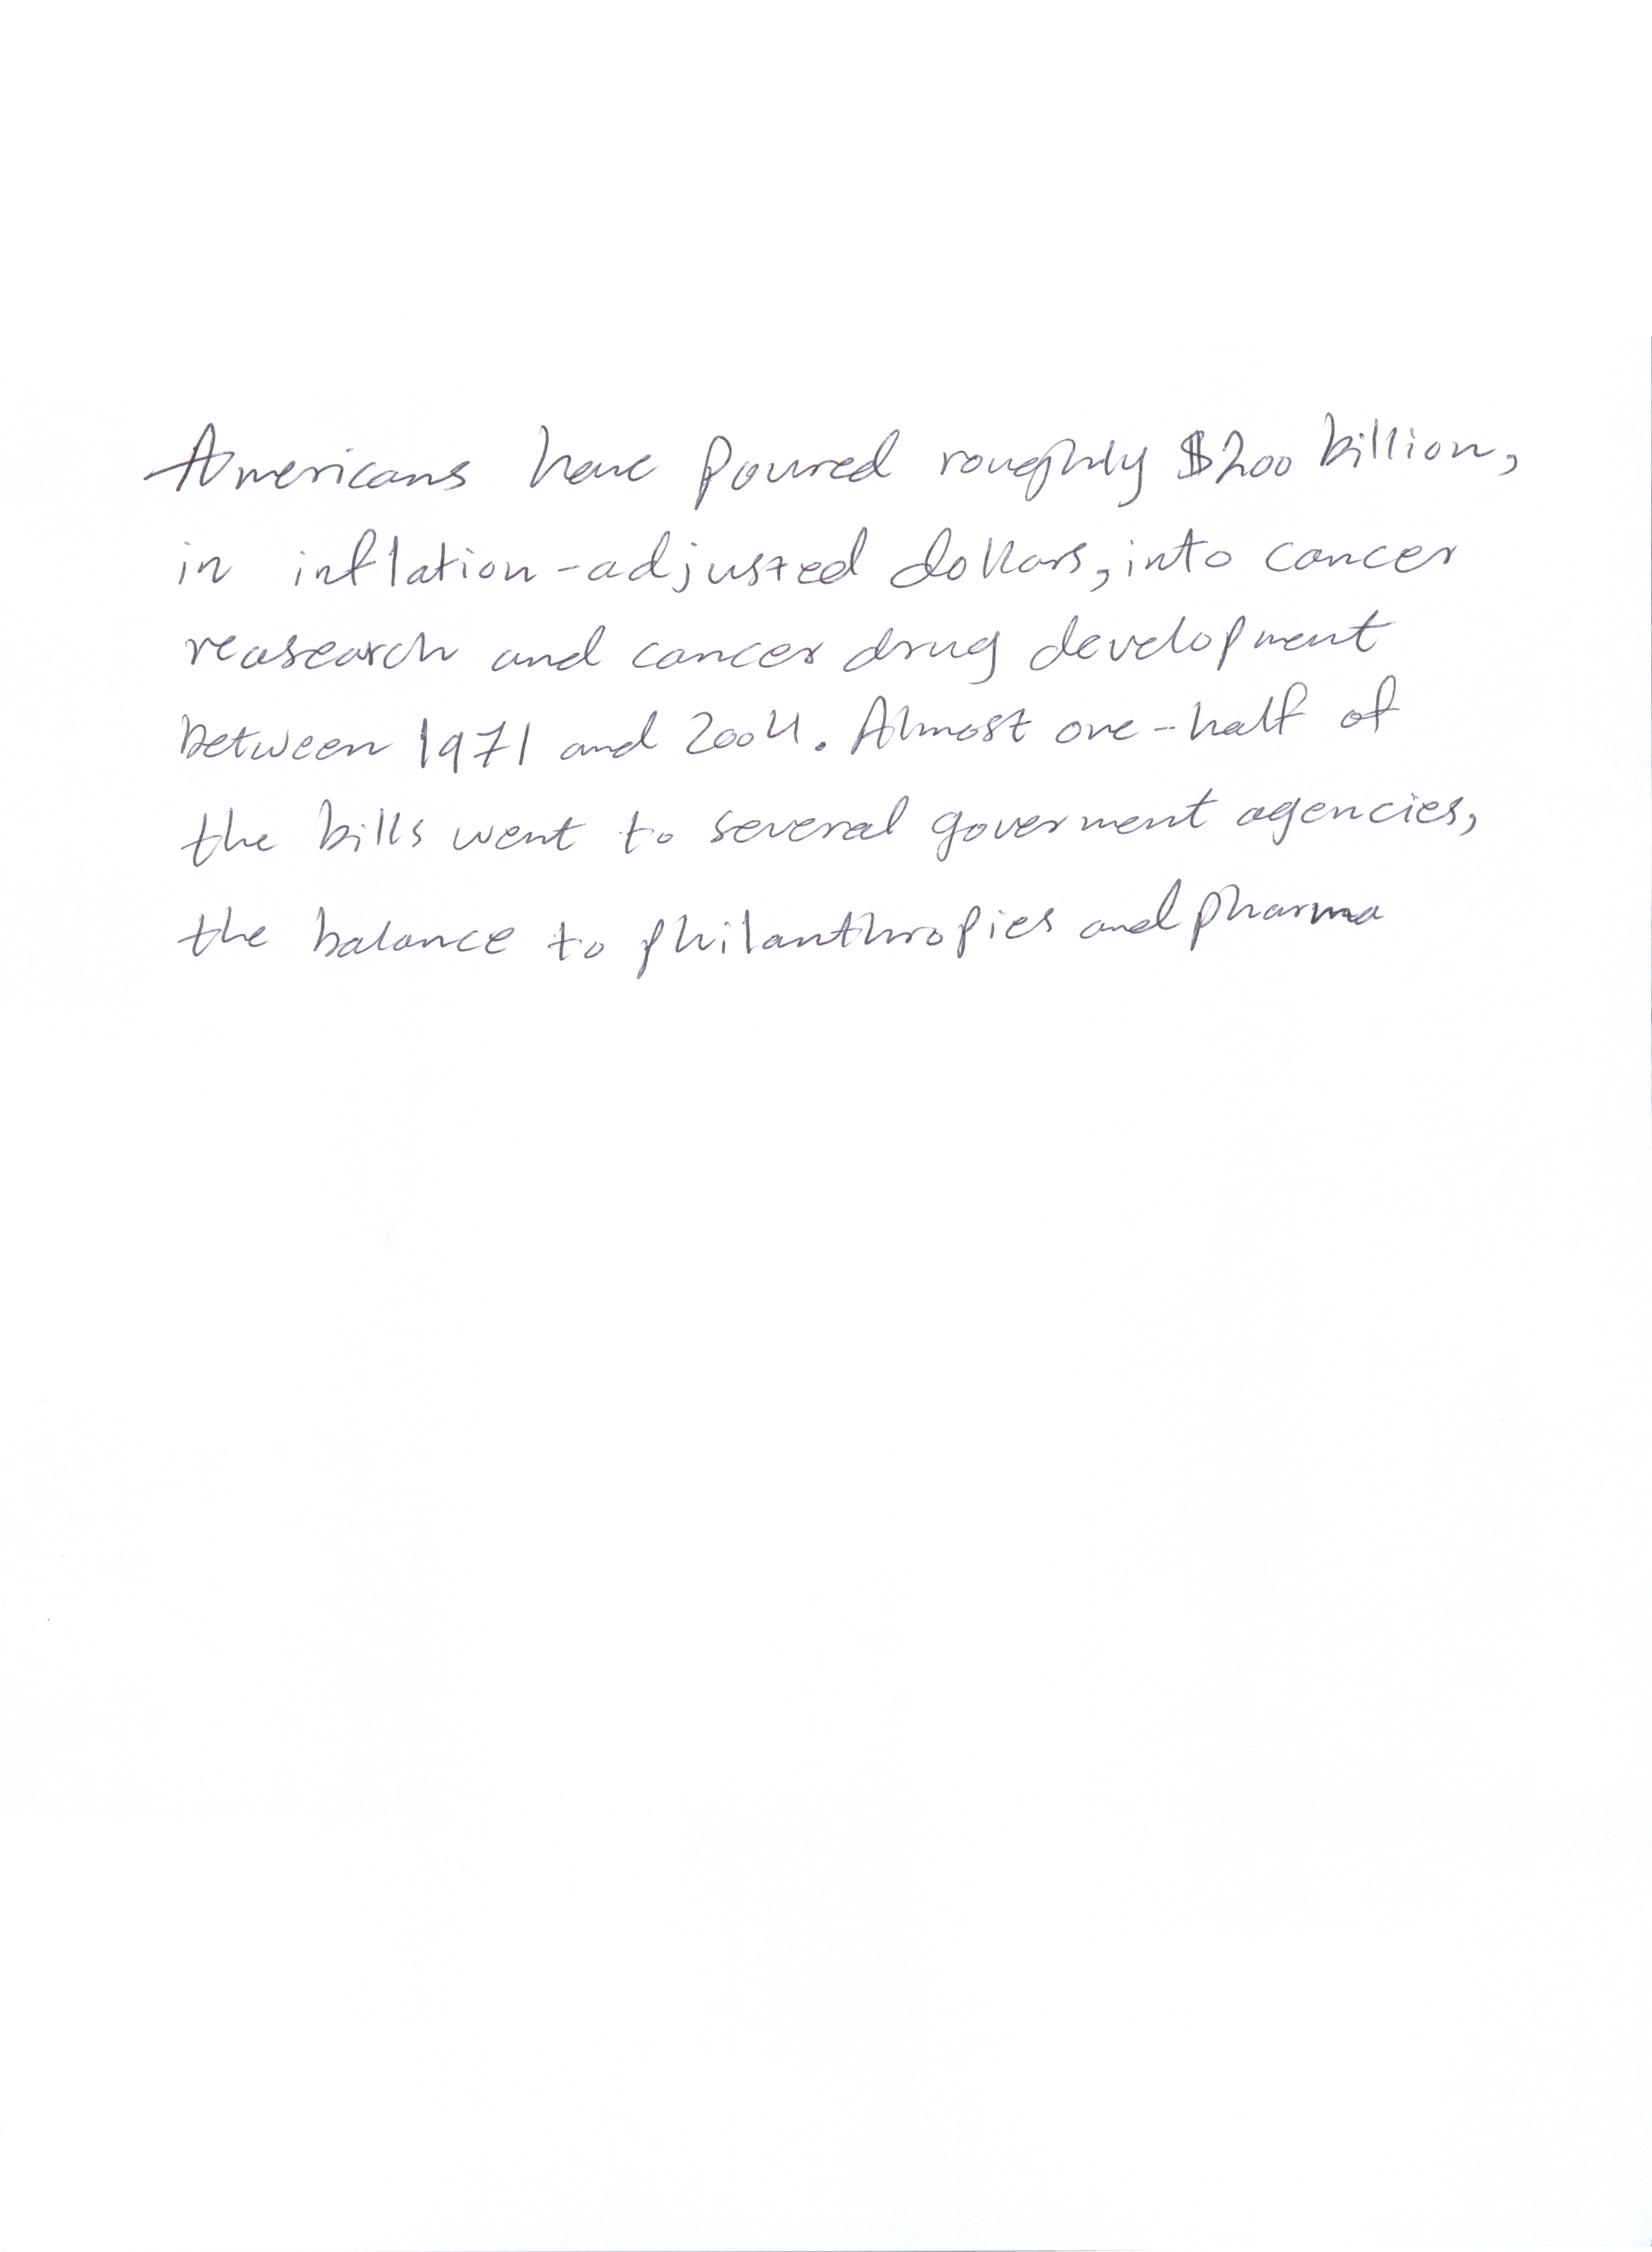 Americans have poured roughly $200 billion,
in inflation-adjusted dollars, into cancer
reasearch and cancer drug development
between 1971 and 2004. Almost one-half of
the bills went to several goverment agencies,
the balance to philanthropies and pharma